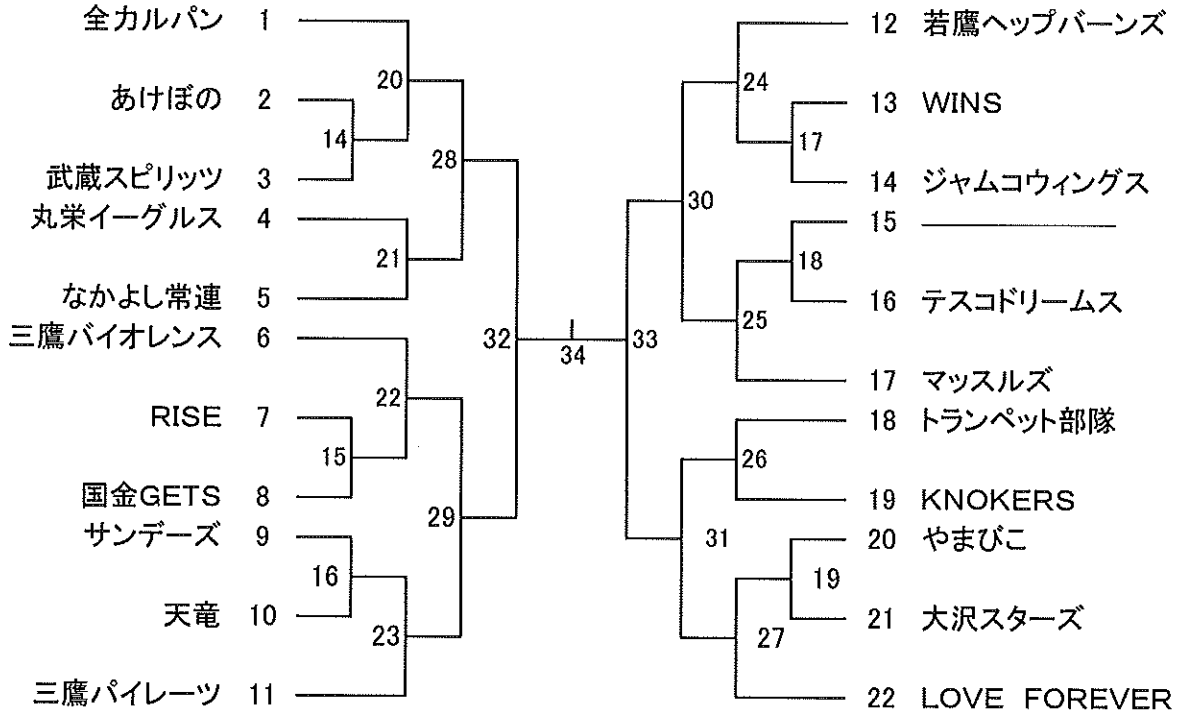 全力ルパン 1
20
あけぼの 2
14
28
武蔵スピリッツ 3
丸栄イーグルス 4
21
なかよし常連 5
三鷹バイオレンス 6
32
22
RISE 7
15
国金GETS 8
サンデーズ 9
29
16
天竜 10
23
三鷹パイレーツ 11
34
12 若鷹ヘップバーンズ
24
13 WINS
17
14 ジャムコウィングス
30
15
18
16 テスコドリームス
25
33
17 マッスルズ
18 トランペット部隊
26
19 KNOKERS
31
20 やまびこ
19
21 大沢スターズ
27
22 LOVE FOREVER